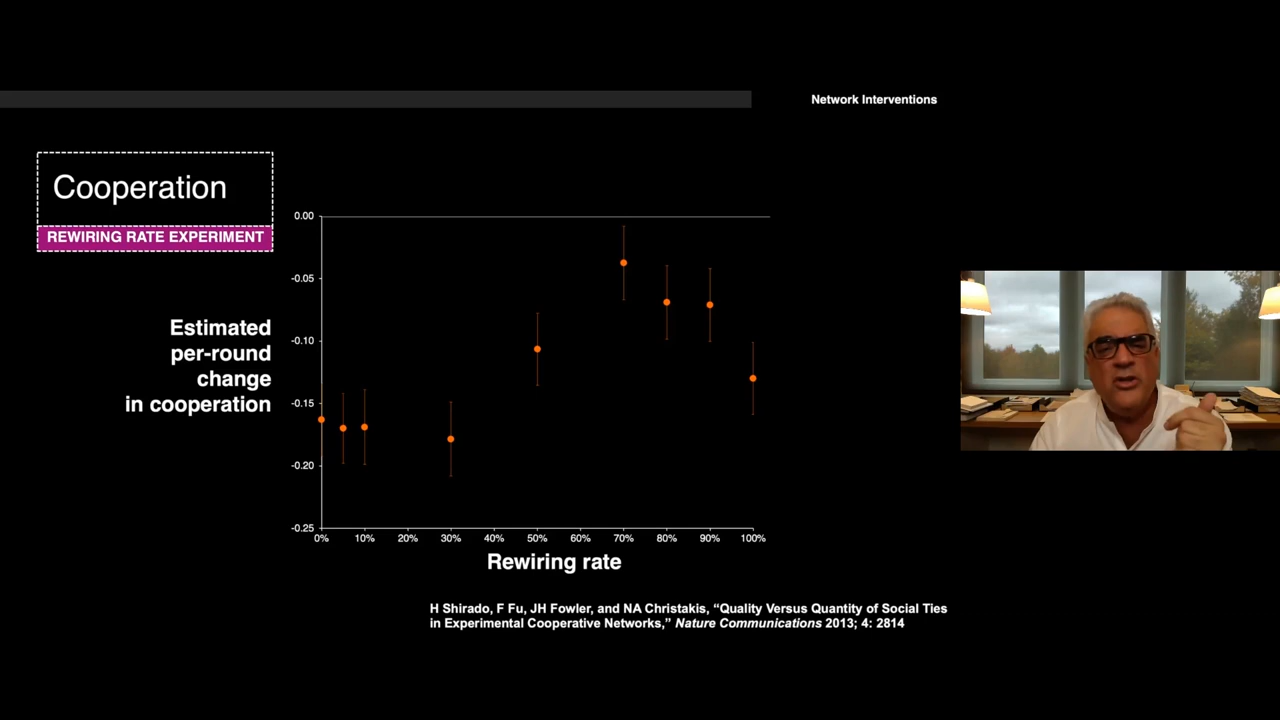 Network Interventions
Cooperation
REWIRING RATE EXPERIMENT
Estimated
per-round
change
in cooperation
0.00
-0.05
-0.10
-0.15
-0.20
-0.25
0% 10% 20% 30% 40% 50% 60% 70% 80% 90% 100%
Rewiring rate
H Shirado, F Fu, JH Fowler, and NA Christakis, “Quality Versus Quantity of Social Ties
in Experimental Cooperative Networks,” Nature Communications 2013; 4: 2814